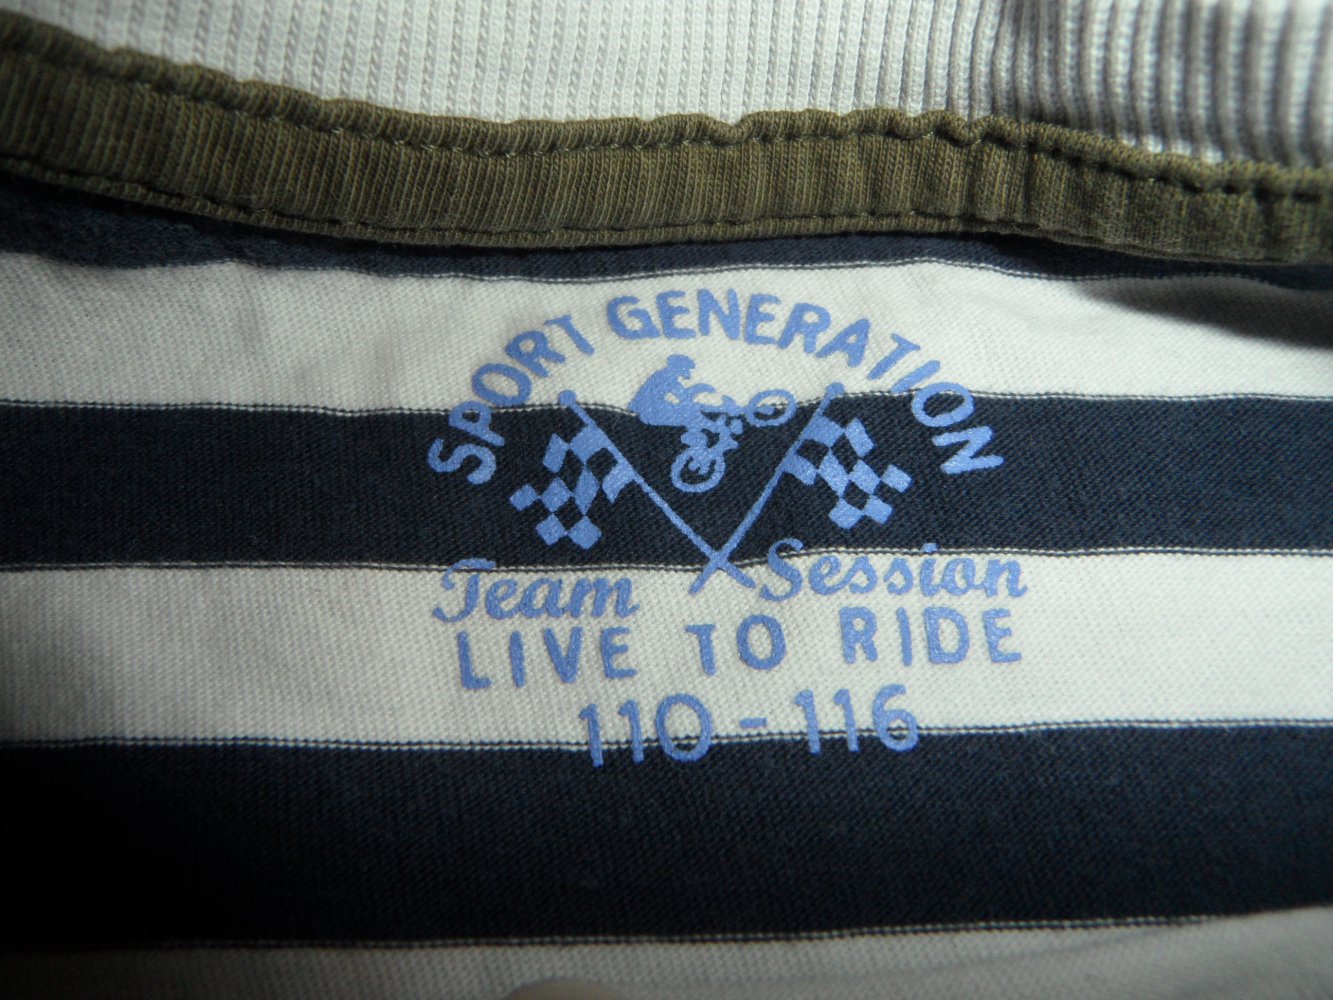 SPORT GENERATION
Team Session
LIVE TO RIDE
110 - 116